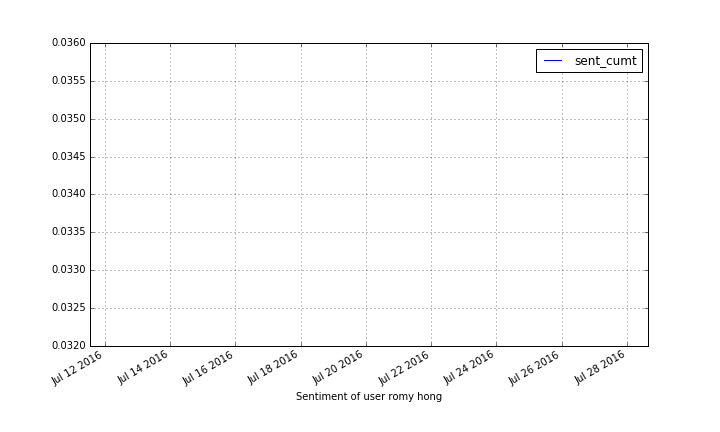 0.0360
sent_cumt
0.0355
0.0350
0.0345
0.0340
0.0335
0.0330
0.0325
0.0320
Jul 12 2016
Jul 14 2016
Jul 16 2016
Jul 18 2016
Jul 20 2016
Jul 22 2016
Jul 24 2016
Jul 26 2016
Jul 28 2016
Sentiment of user romy hong